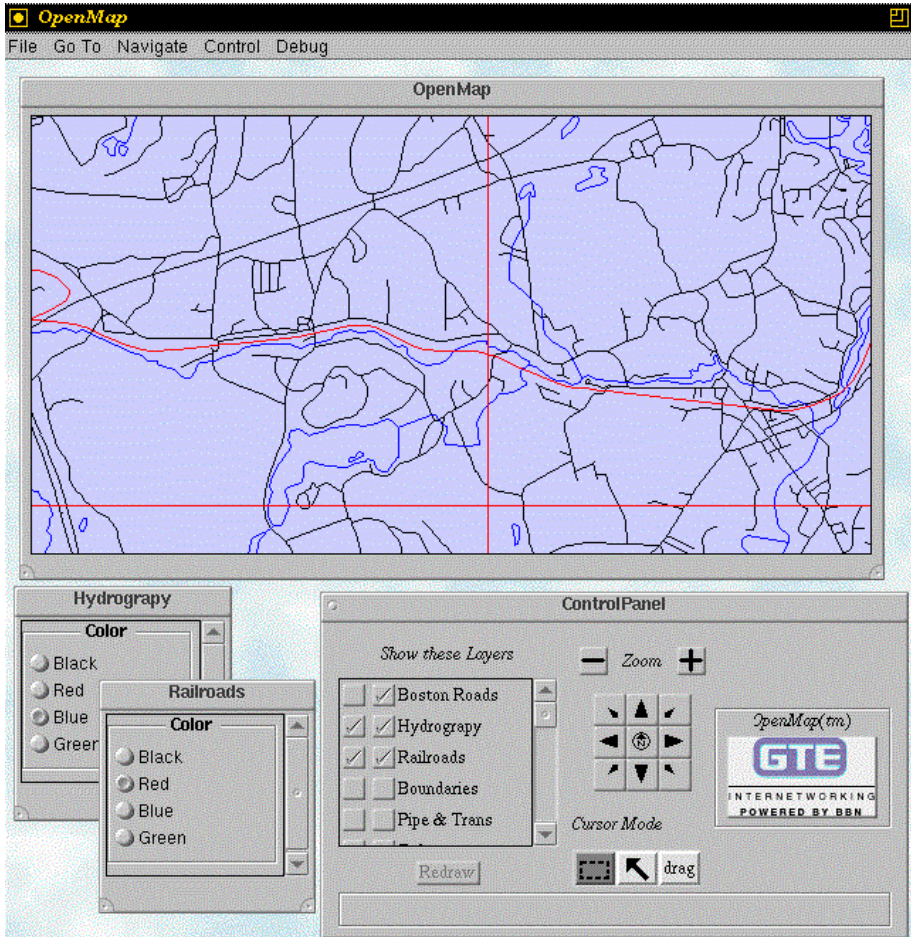 OpenMap
File Go To Navigate Control Debug
OpenMap
Hydrograpy
Color
Black
Red
Blue
Green
Railroads
Color
Black
Red
Blue
Green
ControlPanel
Show these Layers
Boston Roads
Hydrograpy
Railroads
Boundaries
Pipe & Trans
Redraw
Zoom
N
Cursor Mode
drag
OpenMap(tm)
GTE
INTERNETWORKING
POWERED BY BBN